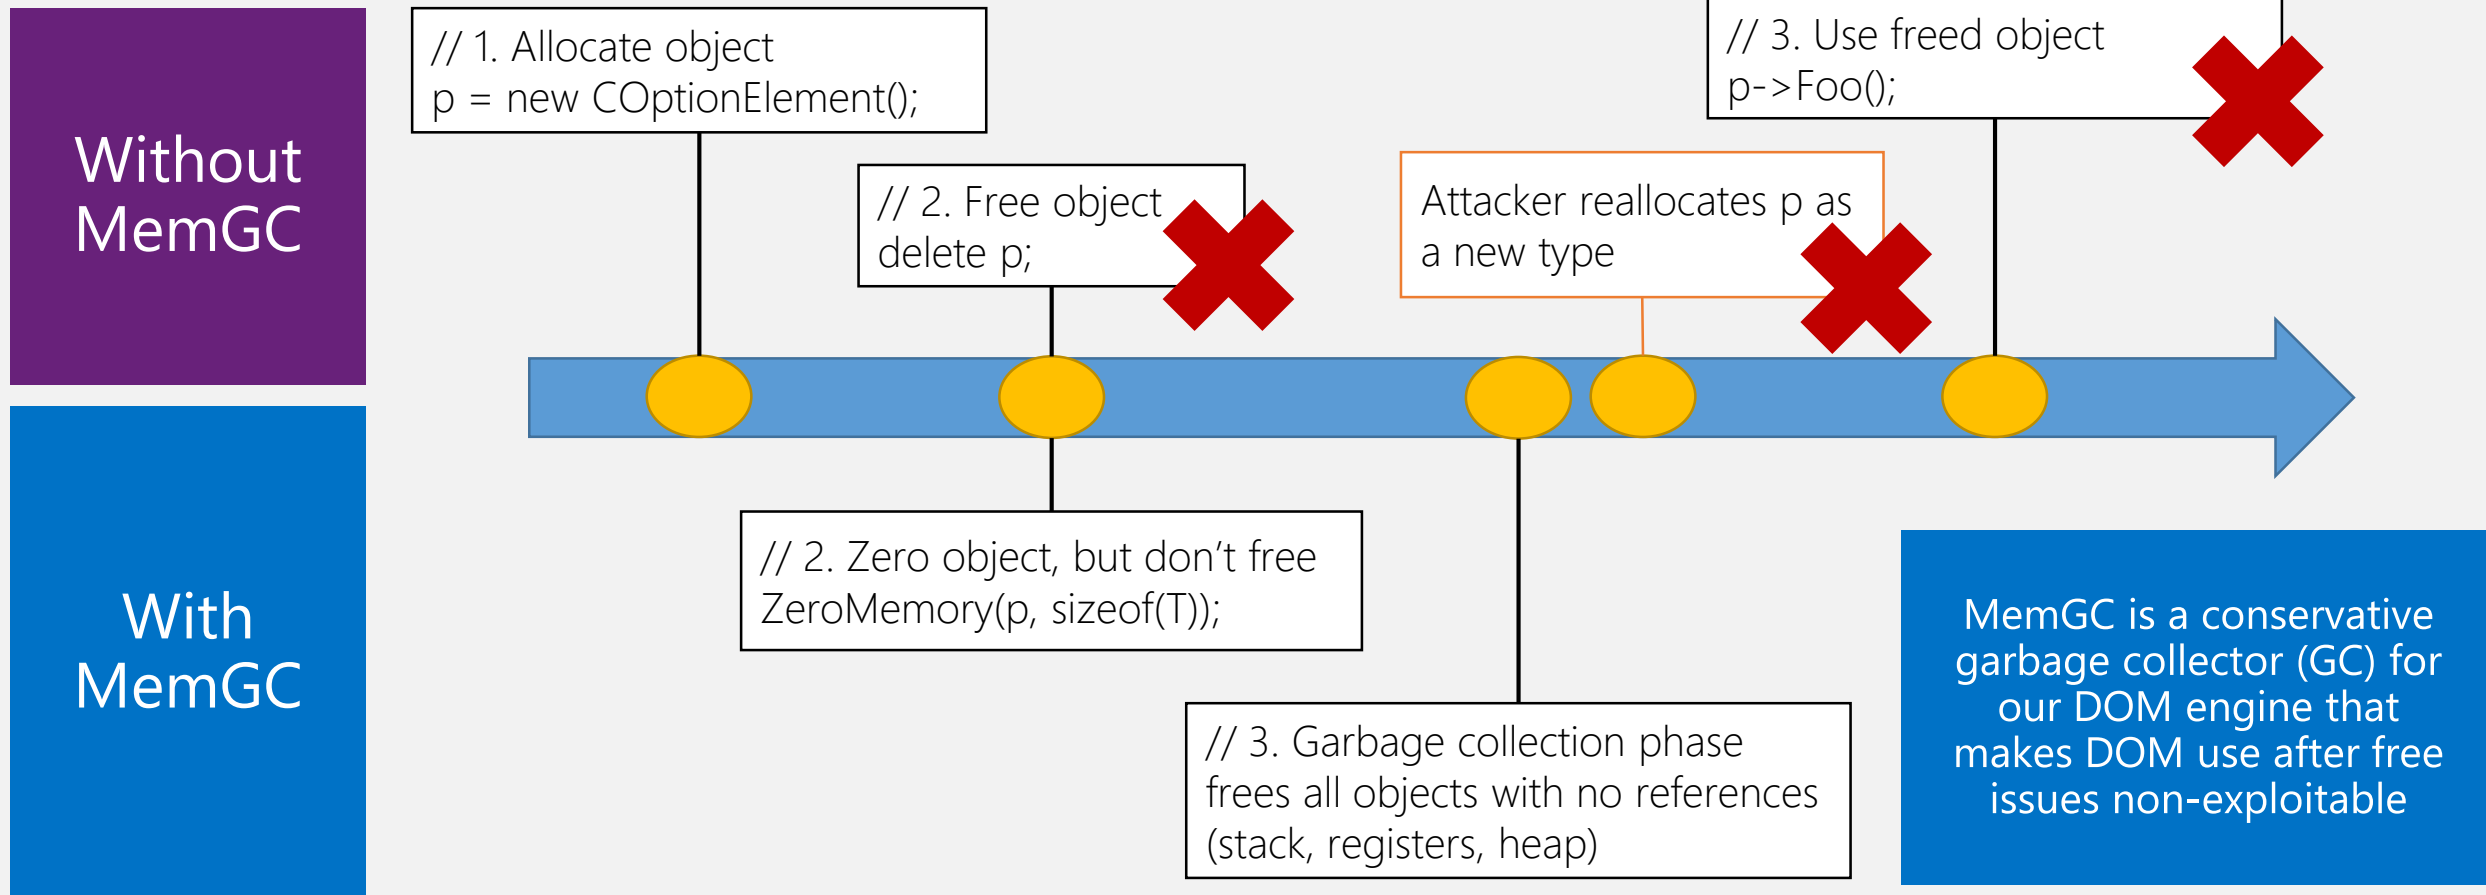 Without
MemGC
// 1. Allocate object
p = new COptionElement();
// 2. Free object
delete p;
Attacker reallocates p as
a new type
// 3. Use freed object
p->Foo();
With
MemGC
// 2. Zero object, but don’t free
ZeroMemory(p, sizeof(T));
// 3. Garbage collection phase
frees all objects with no references
(stack, registers, heap)
MemGC is a conservative
garbage collector (GC) for
our DOM engine that
makes DOM use after free
issues non-exploitable